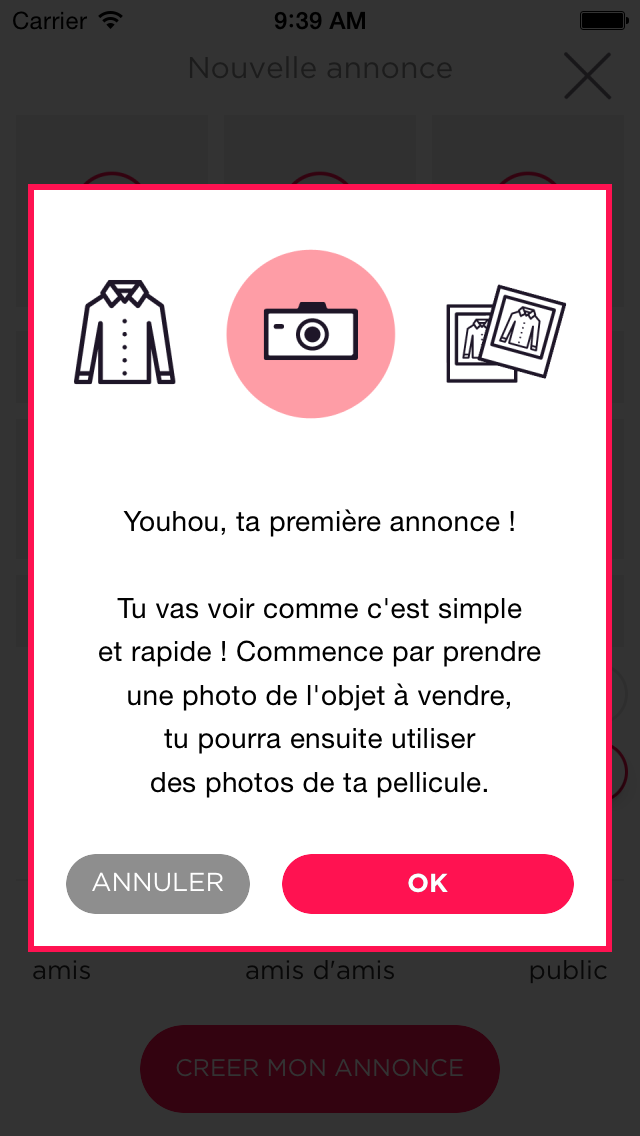 Carrier 9:39 AM
Nouvelle annonce
Youhou, ta première annonce !
Tu vas voir comme c'est simple
et rapide ! Commence par prendre
une photo de l'objet à vendre,
tu pourra ensuite utiliser
des photos de ta pellicule.
ANNULER OK
amis amis d'amis public
CREER MON ANNONCE